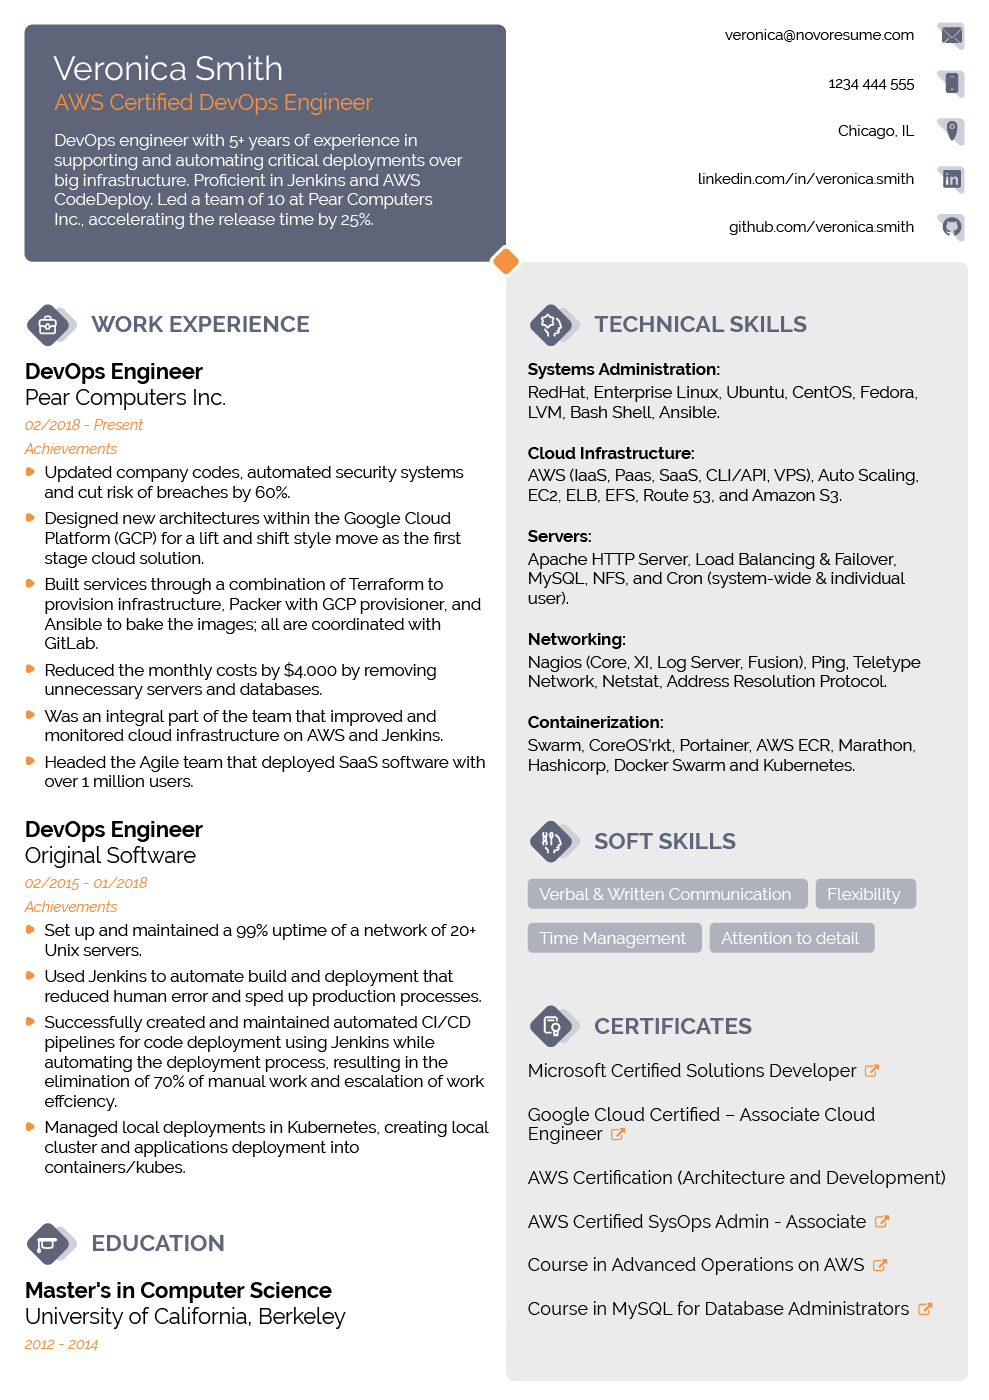 Veronica Smith
AWS Certified DevOps Engineer
DevOps engineer with 5+ years of experience in
supporting and automating critical deployments over
big infrastructure. Proficient in Jenkins and AWS
CodeDeploy. Led a team of 10 at Pear Computers
Inc., accelerating the release time by 25%.
veronica@novoresume.com
1234 444 555
Chicago, IL
linkedin.com/in/veronica.smith
github.com/veronica.smith
WORK EXPERIENCE
DevOps Engineer
Pear Computers Inc.
02/2018 - Present
Achievements
Updated company codes, automated security systems
and cut risk of breaches by 60%.
Designed new architectures within the Google Cloud
Platform (GCP) for a lift and shift style move as the first
stage cloud solution.
Built services through a combination of Terraform to
provision infrastructure, Packer with GCP provisioner, and
Ansible to bake the images; all are coordinated with
GitLab.
Reduced the monthly costs by $4.000 by removing
unnecessary servers and databases.
Was an integral part of the team that improved and
monitored cloud infrastructure on AWS and Jenkins.
Headed the Agile team that deployed SaaS software with
over 1 million users.
DevOps Engineer
Original Software
02/2015 - 01/2018
Achievements
Set up and maintained a 99% uptime of a network of 20+
Unix servers.
Used Jenkins to automate build and deployment that
reduced human error and sped up production processes.
Successfully created and maintained automated CI/CD
pipelines for code deployment using Jenkins while
automating the deployment process, resulting in the
elimination of 70% of manual work and escalation of work
effciency.
Managed local deployments in Kubernetes, creating local
cluster and applications deployment into
containers/kubes.
EDUCATION
Master's in Computer Science
University of California, Berkeley
2012 - 2014
TECHNICAL SKILLS
Systems Administration:
RedHat, Enterprise Linux, Ubuntu, CentOS, Fedora,
LVM, Bash Shell, Ansible.
Cloud Infrastructure:
AWS (IaaS, Paas, SaaS, CLI/API, VPS), Auto Scaling,
EC2, ELB, EFS, Route 53, and Amazon S3.
Servers:
Apache HTTP Server, Load Balancing & Failover,
MySQL, NFS, and Cron (system-wide & individual
user).
Networking:
Nagios (Core, XI, Log Server, Fusion), Ping, Teletype
Network, Netstat, Address Resolution Protocol.
Containerization:
Swarm, CoreOS'rkt, Portainer, AWS ECR, Marathon,
Hashicorp, Docker Swarm and Kubernetes.
SOFT SKILLS
Verbal & Written Communication Flexibility
Time Management Attention to detail
CERTIFICATES
Microsoft Certified Solutions Developer
Google Cloud Certified – Associate Cloud
Engineer
AWS Certification (Architecture and Development)
AWS Certified SysOps Admin - Associate
Course in Advanced Operations on AWS
Course in MySQL for Database Administrators